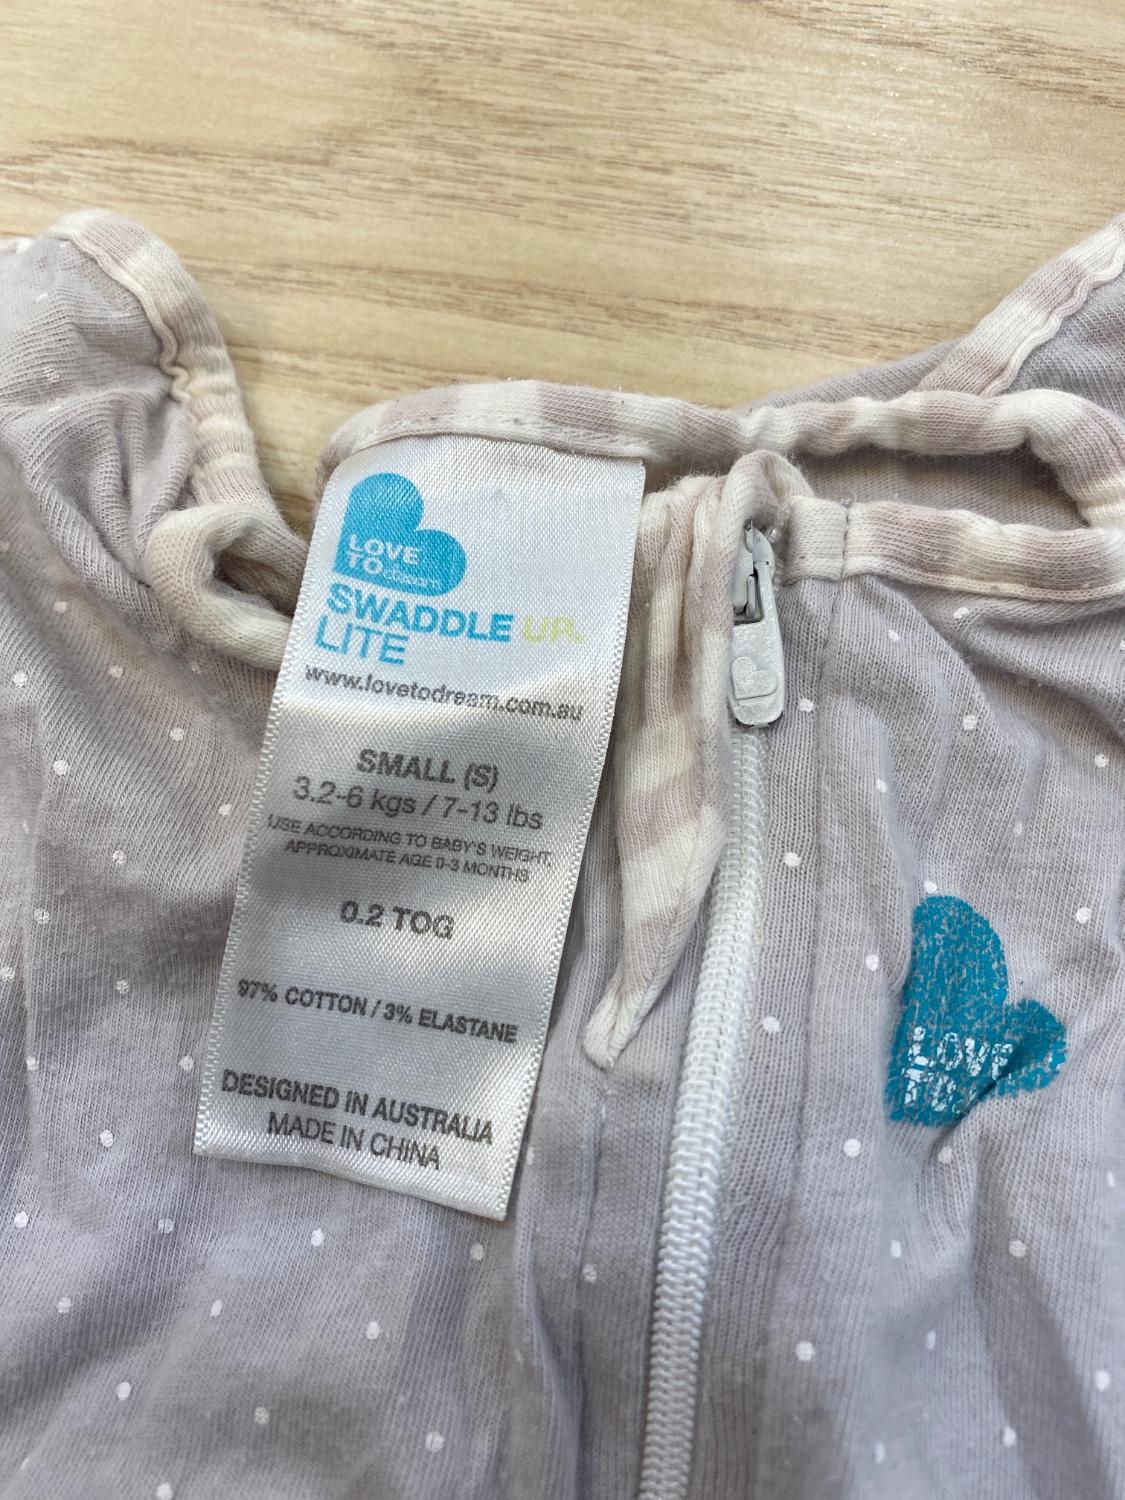 LOVE
TO dream
SWADDLE UP.
LITE
www.lovetodream.com.au
SMALL (S)
3.2-6 kgs / 7-13 lbs
USE ACCORDING TO BABY'S WEIGHT,
APPROXIMATE AGE 0-3 MONTHS
0.2 TOG
97% COTTON / 3% ELASTANE
DESIGNED IN AUSTRALIA
MADE IN CHINA
LOVE
TO